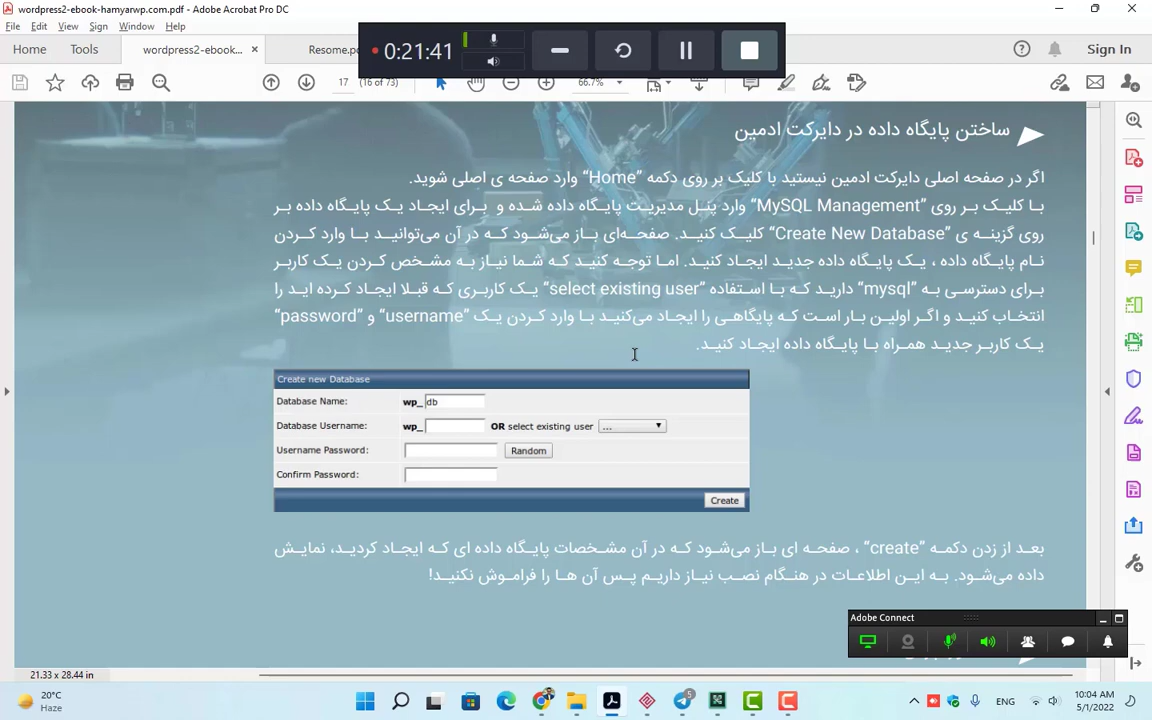 wordpress2-ebook-hamyarwp.com.pdf - Adobe Acrobat Pro DC
File Edit View Sign Window Help
Home Tools wordpress2-ebook... Resume.p Sign In
0:21:41
17 (16 of 73) 66.7%
ساختن پایگاه داده در دایرکت ادمین
اگر در صفحه اصلی دایرکت ادمین نیستید با کلیک بر روی دکمه "Home" وارد صفحه ی اصلی شوید.
با کلیک بر روی "MySQL Management" وارد پنل مدیریت پایگاه داده شده و برای ایجاد یک پایگاه داده بر
روی گزینه ی "Create New Database" کلیک کنید. صفحه‌ای باز می‌شود که در آن می‌توانید با وارد کردن
نام پایگاه داده ، یک پایگاه داده جدید ایجاد کنید. اما توجه کنید که شما نیاز به مشخص کردن یک کاربر
برای دسترسی به "mysql" دارید که با استفاده "select existing user" یک کاربری که قبلا ایجاد کرده اید را
انتخاب کنید و اگر اولین بار است که پایگاهی را ایجاد می‌کنید با وارد کردن یک "username" و "password"
یک کاربر جدید همراه با پایگاه داده ایجاد کنید.
Create new Database
Database Name: wp_ db
Database Username: wp_ OR select existing user ...
Username Password: Random
Confirm Password:
Create
بعد از زدن دکمه "create" ، صفحه ای باز می‌شود که در آن مشخصات پایگاه داده ای که ایجاد کردید، نمایش
داده می‌شود. به این اطلاعات در هنگام نصب نیاز داریم پس آن ها را فراموش نکنید!
Adobe Connect
21.33 x 28.44 in
20°C
Haze
5
ENG
10:04 AM
5/1/2022